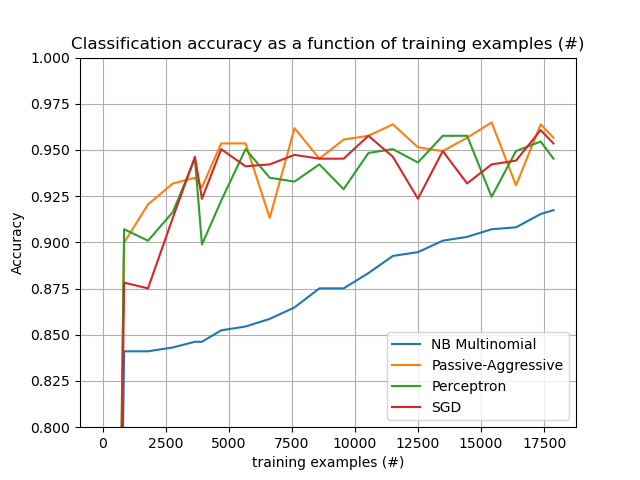 Classification accuracy as a function of training examples (#)
1.000
0.975
0.950
0.925
0.900
0.875
0.850
0.825
0.800
Accuracy
NB Multinomial
Passive-Aggressive
Perceptron
SGD
0 2500 5000 7500 10000 12500 15000 17500
training examples (#)